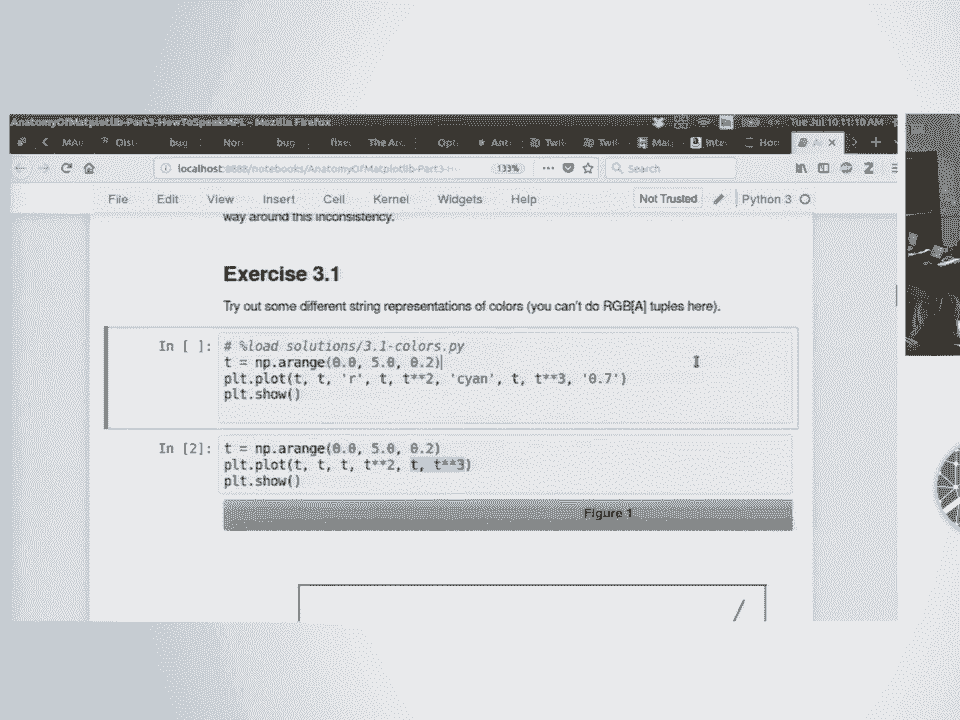 AnatomyOfMatplotlib-Part3-HowToSpeakMPL - Mozilla Firefox
Tue Jul 10 11:10 AM
bug
Nor
bug
fixe
The An
Opt
Twit
Twit
Mat
Inte
Hov
localhost:8888/notebooks/AnatomyOfMatplotlib-Part3-H
133%
Search
File Edit View Insert Cell Kernel Widgets Help
Not Trusted
Python 3
way around this inconsistency.
Exercise 3.1
Try out some different string representations of colors (you can't do RGB[A] tuples here).
In [ ]: # %load solutions/3.1-colors.py
t = np.arange(0.0, 5.0, 0.2)
plt.plot(t, t, 'r', t, t**2, 'cyan', t, t**3, '0.7')
plt.show()
In [2]: t = np.arange(0.0, 5.0, 0.2)
plt.plot(t, t, t, t**2, t, t**3)
plt.show()
Figure 1